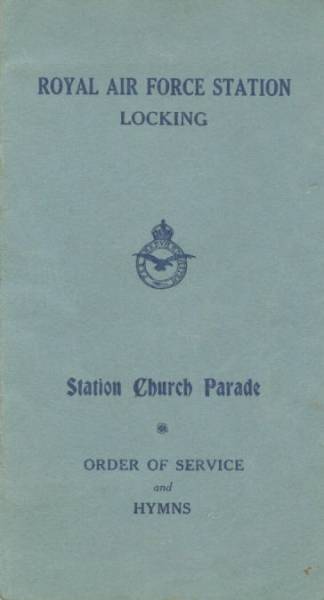 ROYAL AIR FORCE STATION
LOCKING
Station Church Parade
ORDER OF SERVICE
and
HYMNS